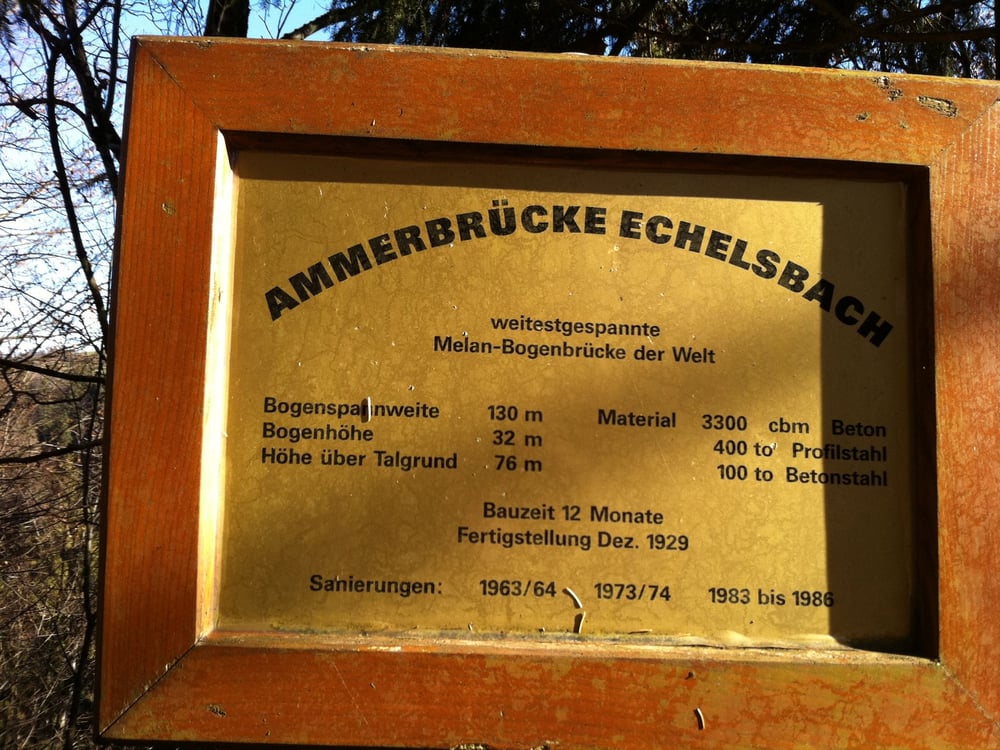 AMMERBRÜCKE ECHELSBACH
weitestgespannte
Melan-Bogenbrücke der Welt
Bogenspannweite 130 m
Bogenhöhe 32 m
Höhe über Talgrund 76 m
Material 3300 cbm Beton
400 to Profilstahl
100 to Betonstahl
Bauzeit 12 Monate
Fertigstellung Dez. 1929
Sanierungen: 1963/64 1973/74 1983 bis 1986